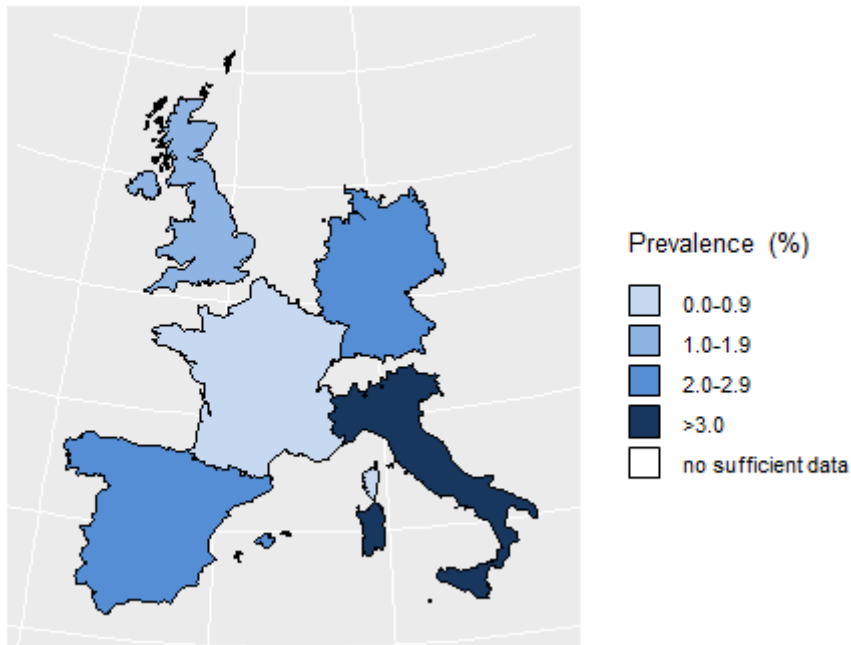 Prevalence (%)
0.0-0.9
1.0-1.9
2.0-2.9
>3.0
no sufficient data